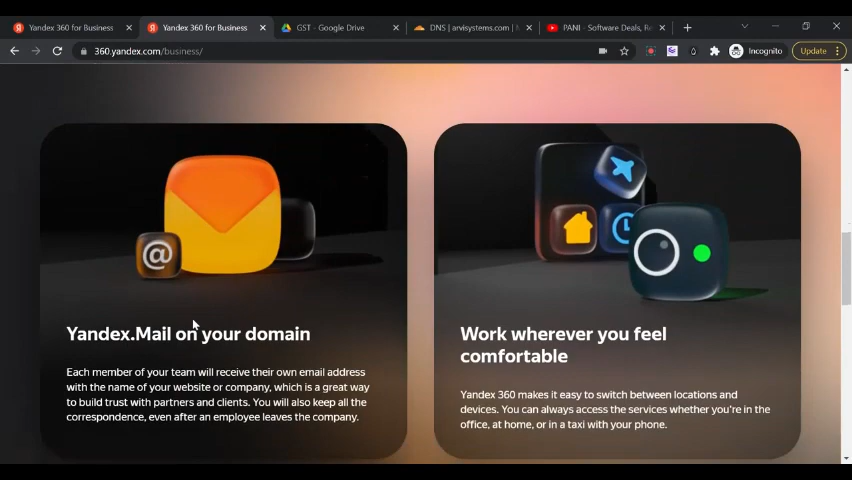 Yandex 360 for Business
Yandex 360 for Business
GST - Google Drive
DNS | arvisystems.com |
PANI - Software Deals, Re
360.yandex.com/business/
Incognito
Update
@
Yandex.Mail on your domain
Each member of your team will receive their own email address
with the name of your website or company, which is a great way
to build trust with partners and clients. You will also keep all the
correspondence, even after an employee leaves the company.
Work wherever you feel
comfortable
Yandex 360 makes it easy to switch between locations and
devices. You can always access the services whether you're in the
office, at home, or in a taxi with your phone.